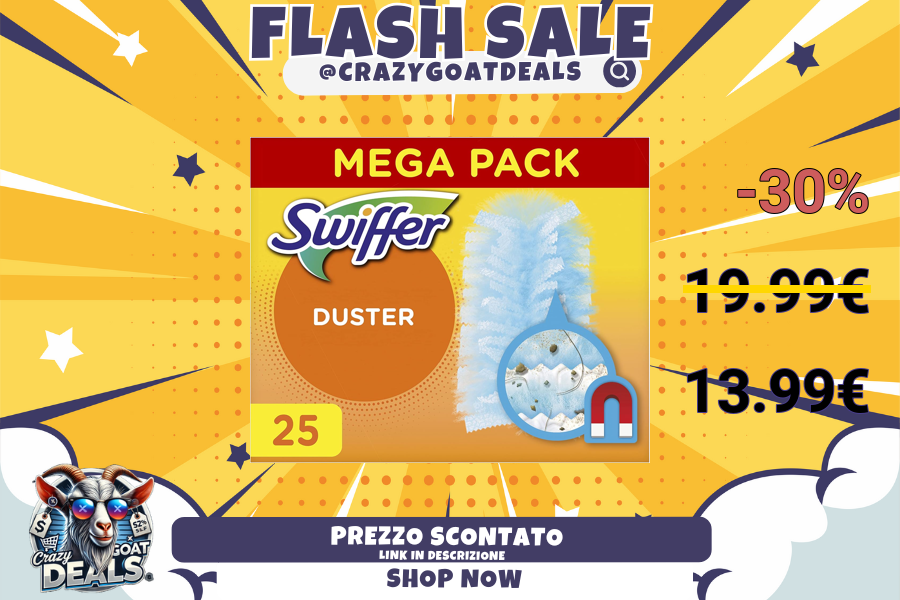 FLASH SALE
@CRAZYGOATDEALS
MEGA PACK
Swiffer
DUSTER
25
-30%
19.99€
13.99€
$
52%
Crazy
GOAT
DEALS
PREZZO SCONTATO
LINK IN DESCRIZIONE
SHOP NOW